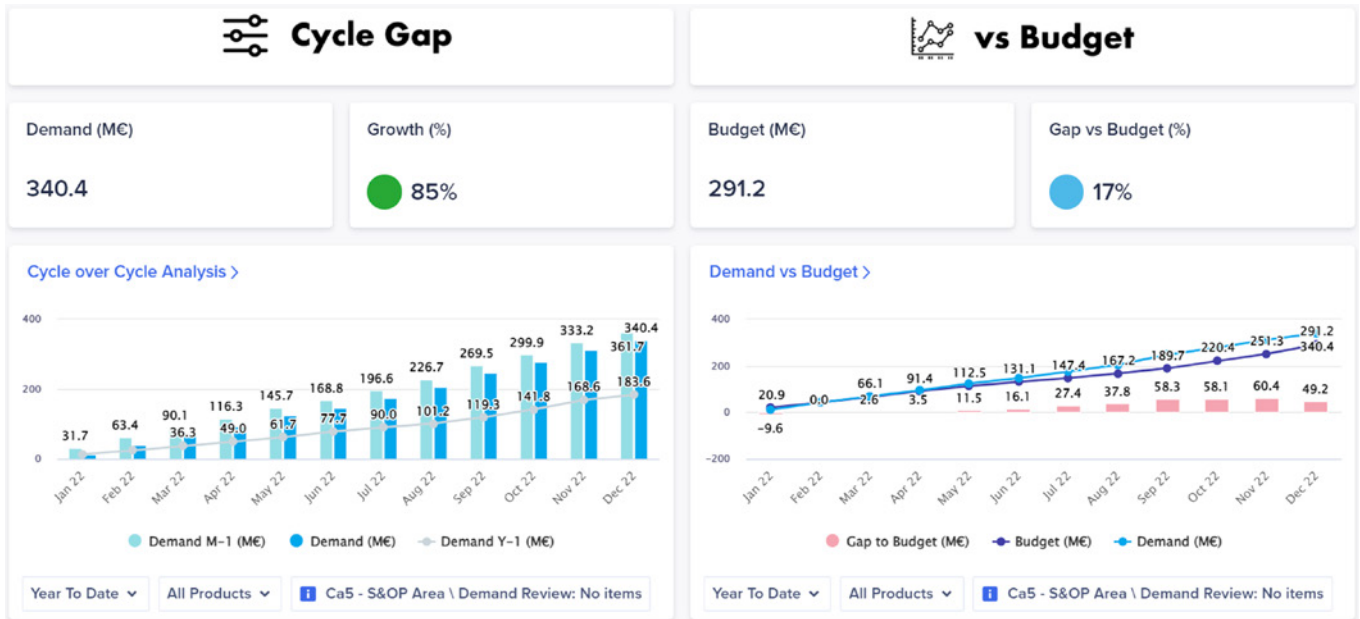 Cycle Gap
vs Budget
Demand (M€)
340.4
Growth (%)
85%
Budget (M€)
291.2
Gap vs Budget (%)
17%
Cycle over Cycle Analysis >
400
200
0
31.7
63.4
90.1
116.3
145.7
168.8
196.6
226.7
269.5
299.9
333.2
340.4
361.7
36.3
49.0
61.7
77.7
90.0
101.2
119.3
141.8
168.6
183.6
Jan 22
Feb 22
Mar 22
Apr 22
May 22
Jun 22
Jul 22
Aug 22
Sep 22
Oct 22
Nov 22
Dec 22
Demand M-1 (M€)
Demand (M€)
Demand Y-1 (M€)
Year To Date
All Products
i Ca5 - S&OP Area \ Demand Review: No items
Demand vs Budget >
400
200
0
-200
20.9
66.1
91.4
112.5
131.1
147.4
167.2
189.7
220.4
251.3
291.2
340.4
-9.6
0.0
2.6
3.5
11.5
16.1
27.4
37.8
58.3
58.1
60.4
49.2
Jan 22
Feb 22
Mar 22
Apr 22
May 22
Jun 22
Jul 22
Aug 22
Sep 22
Oct 22
Nov 22
Dec 22
Gap to Budget (M€)
Budget (M€)
Demand (M€)
Year To Date
All Products
i Ca5 - S&OP Area \ Demand Review: No items